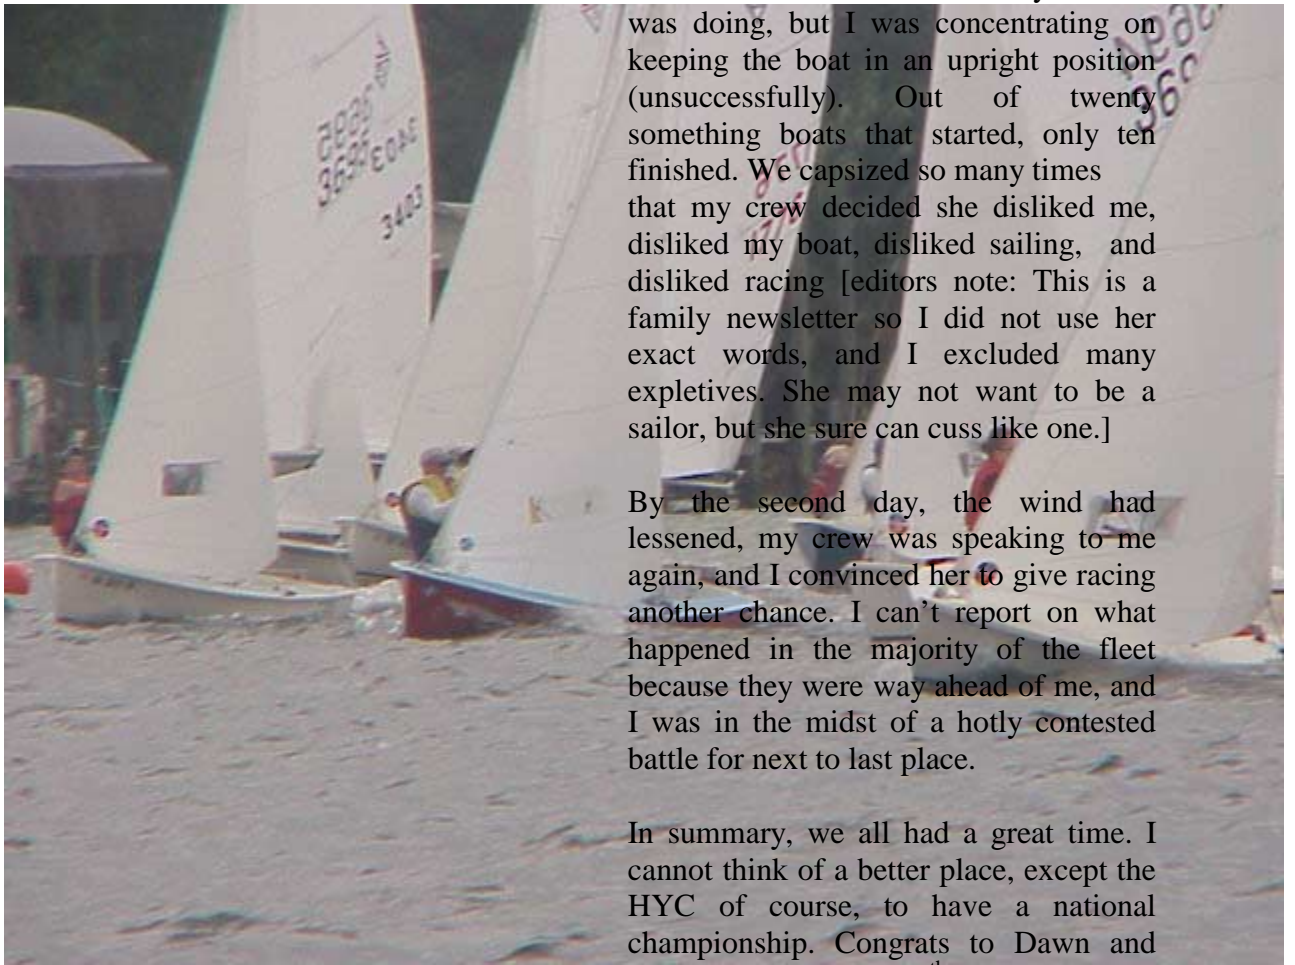 3695
3695 3403
3403
369
was doing, but I was concentrating on
keeping the boat in an upright position
(unsuccessfully). Out of twenty
something boats that started, only ten
finished. We capsized so many times
that my crew decided she disliked me,
disliked my boat, disliked sailing, and
disliked racing [editors note: This is a
family newsletter so I did not use her
exact words, and I excluded many
expletives. She may not want to be a
sailor, but she sure can cuss like one.]
By the second day, the wind had
lessened, my crew was speaking to me
again, and I convinced her to give racing
another chance. I can't report on what
happened in the majority of the fleet
because they were way ahead of me, and
I was in the midst of a hotly contested
battle for next to last place.
In summary, we all had a great time. I
cannot think of a better place, except the
HYC of course, to have a national
championship. Congrats to Dawn and